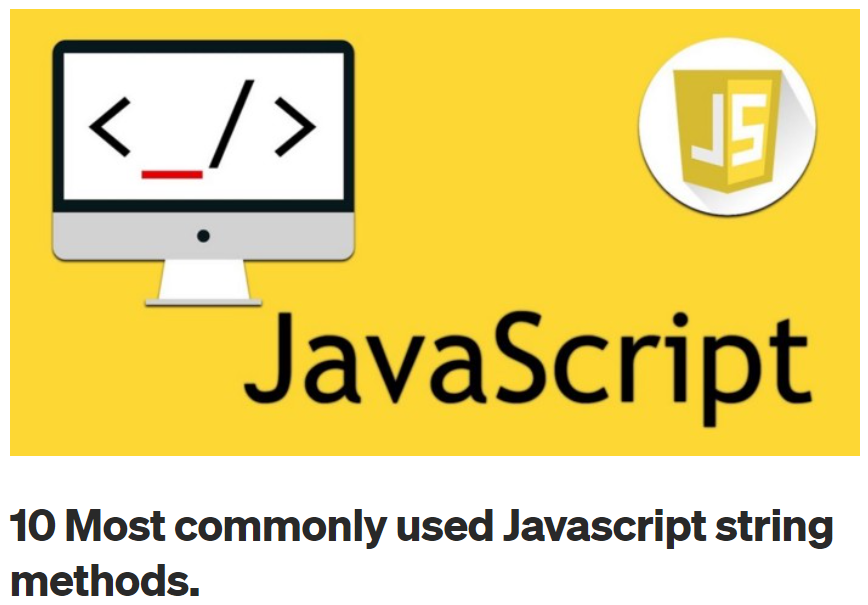 <_/>
JS
JavaScript
10 Most commonly used Javascript string
methods.